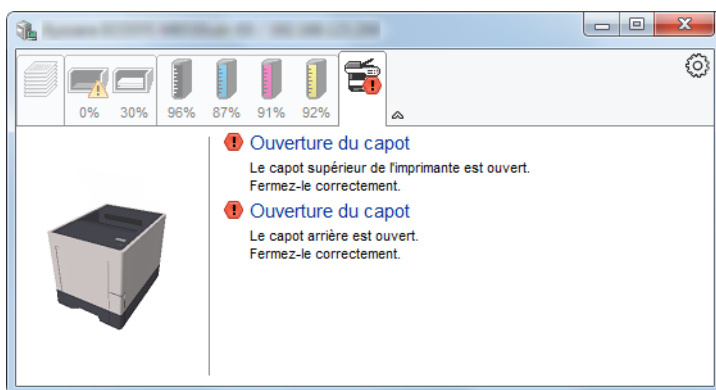 0% 30% 96% 87% 91% 92%
Ouverture du capot
Le capot supérieur de l'imprimante est ouvert.
Fermez-le correctement.
Ouverture du capot
Le capot arrière est ouvert.
Fermez-le correctement.